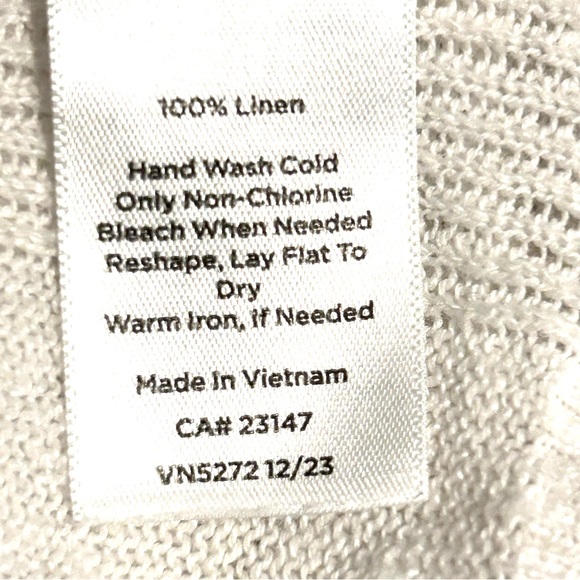 100% Linen
Hand Wash Cold
Only Non-Chlorine
Bleach When Needed
Reshape, Lay Flat To
Dry
Warm Iron, if Needed
Made In Vietnam
CA# 23147
VN5272 12/23